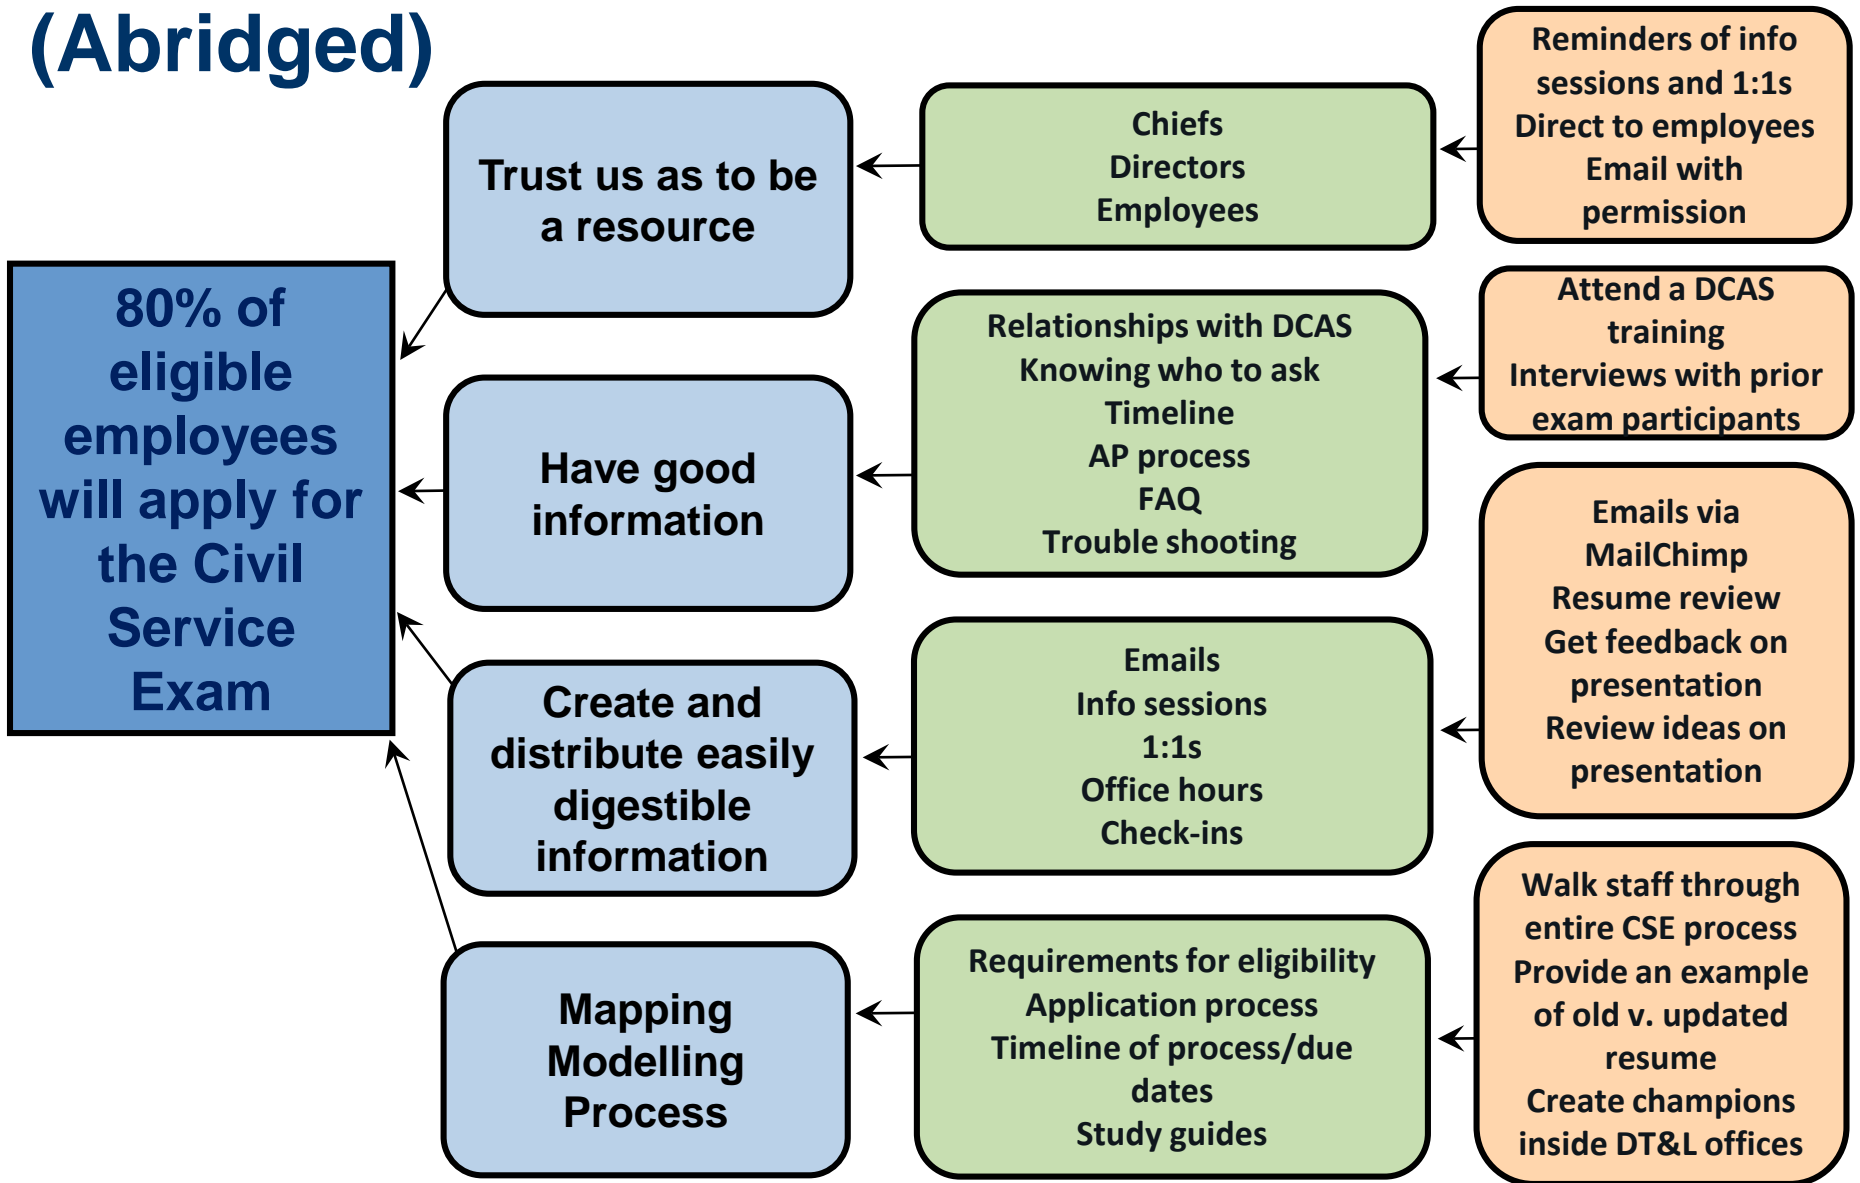 (Abridged)
80% of
eligible
employees
will apply for
the Civil
Service
Exam
Trust us as to be
a resource
Have good
information
Create and
distribute easily
digestible
information
Mapping
Modelling
Process
Chiefs
Directors
Employees
Relationships with DCAS
Knowing who to ask
Timeline
AP process
FAQ
Trouble shooting
Emails
Info sessions
1:1s
Office hours
Check-ins
Requirements for eligibility
Application process
Timeline of process/due
dates
Study guides
Reminders of info
sessions and 1:1s
Direct to employees
Email with
permission
Attend a DCAS
training
Interviews with prior
exam participants
Emails via
MailChimp
Resume review
Get feedback on
presentation
Review ideas on
presentation
Walk staff through
entire CSE process
Provide an example
of old v. updated
resume
Create champions
inside DT&L offices